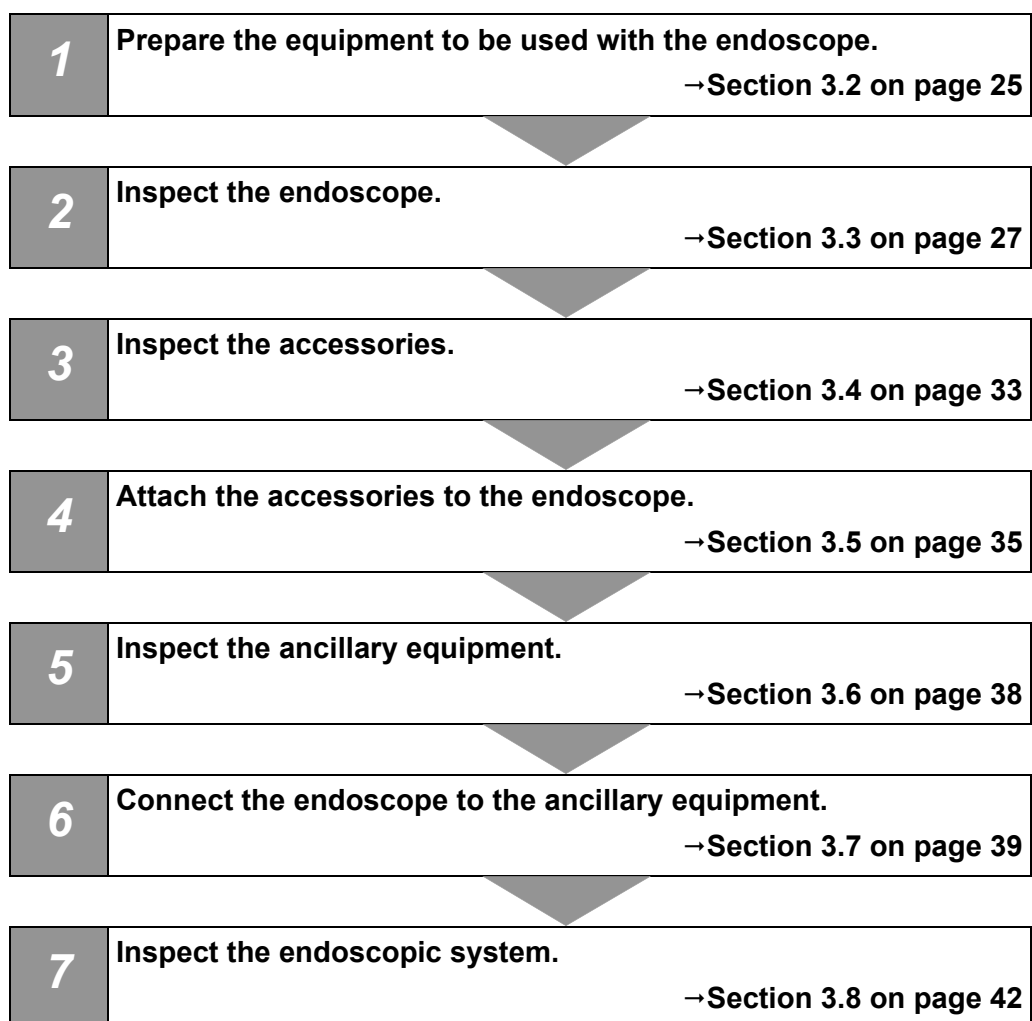 1
Prepare the equipment to be used with the endoscope.
→Section 3.2 on page 25
2
Inspect the endoscope.
→Section 3.3 on page 27
3
Inspect the accessories.
→Section 3.4 on page 33
4
Attach the accessories to the endoscope.
→Section 3.5 on page 35
5
Inspect the ancillary equipment.
→Section 3.6 on page 38
6
Connect the endoscope to the ancillary equipment.
→Section 3.7 on page 39
7
Inspect the endoscopic system.
→Section 3.8 on page 42